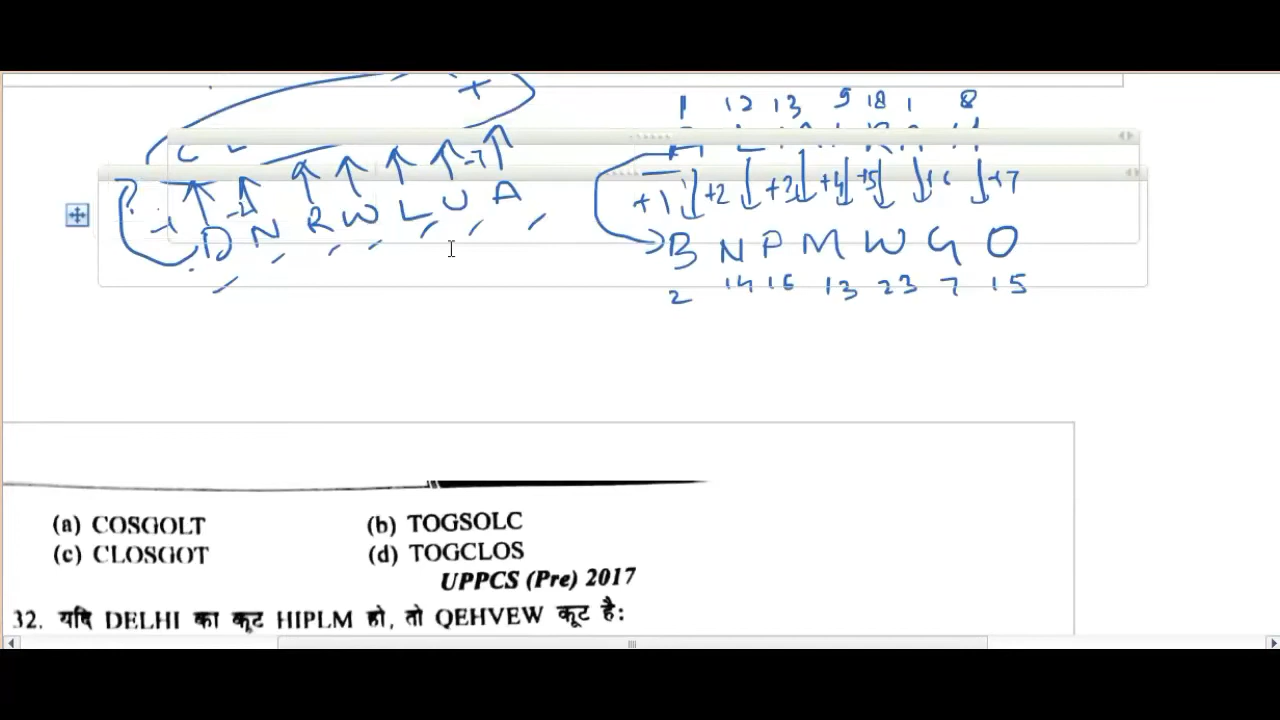 1 12 13 9 18 1 8
+1 +2 +3 +4 +5 +6 +7
B N P M W G O
2 14 16 13 23 7 15
D N R W L U A
(a) COSGOLT (b) TOGSOLC
(c) CLOSGOT (d) TOGCLOS
UPPCS (Pre) 2017
32. यदि DELHI का कूट HIPLM हो, तो QEHVEW कूट है: